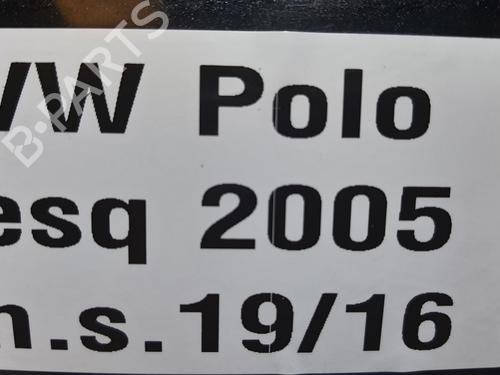 VW Polo
esq 2005
n.s.19/16
B-PARTS